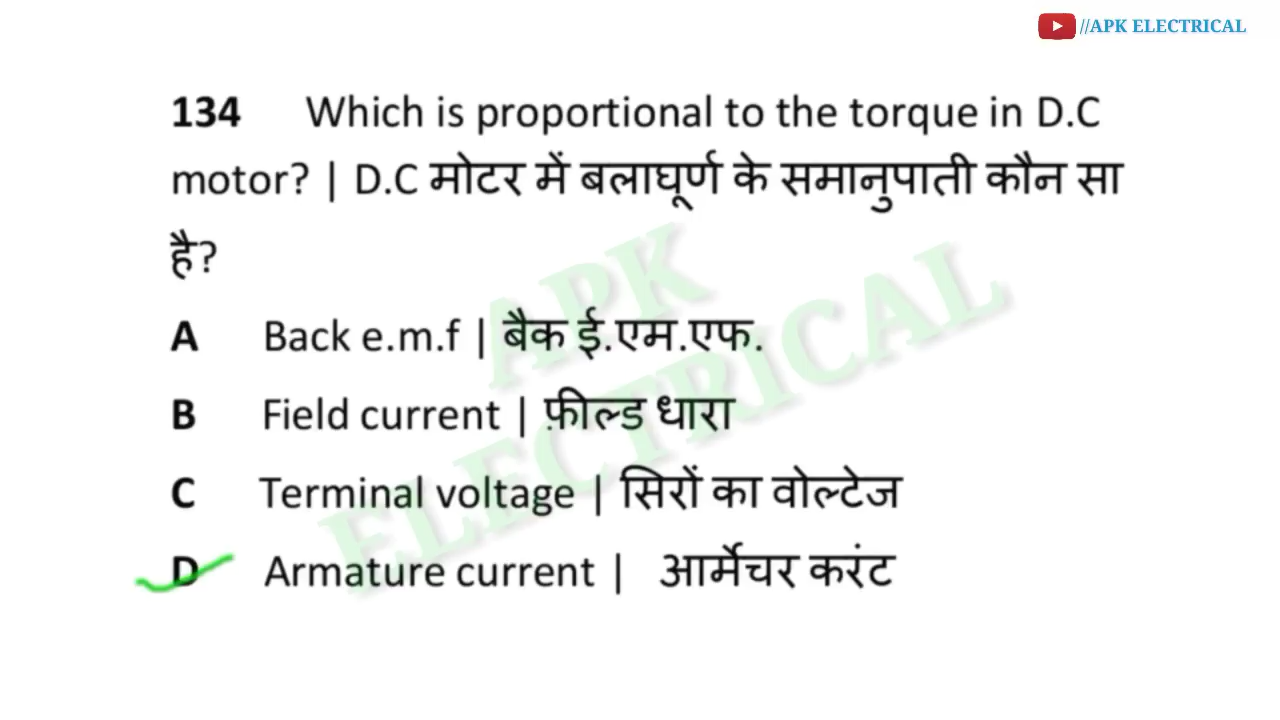 //APK ELECTRICAL
134 Which is proportional to the torque in D.C
motor? | D.C मोटर में बलाघूर्ण के समानुपाती कौन सा
है?
A Back e.m.f | बैक ई.एम.एफ.
B Field current | फ़ील्ड धारा
C Terminal voltage | सिरों का वोल्टेज
D Armature current | आर्मेचर करंट
APK
ELECTRICAL